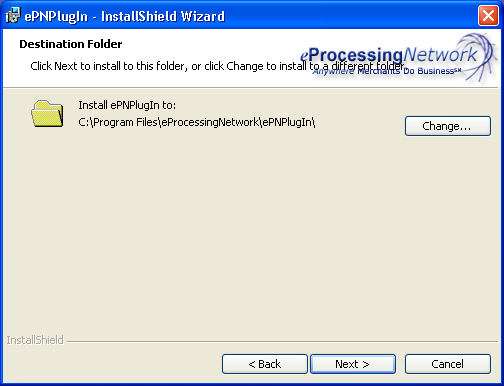 ePNPlugIn - InstallShield Wizard
Destination Folder
eProcessingNetwork
Click Next to install to this folder, or click Change to install to a different folder.
Anywhere Merchants Do Business℠
Install ePNPlugIn to:
C:\Program Files\eProcessingNetwork\ePNPlugIn\
Change...
InstallShield
< Back
Next >
Cancel